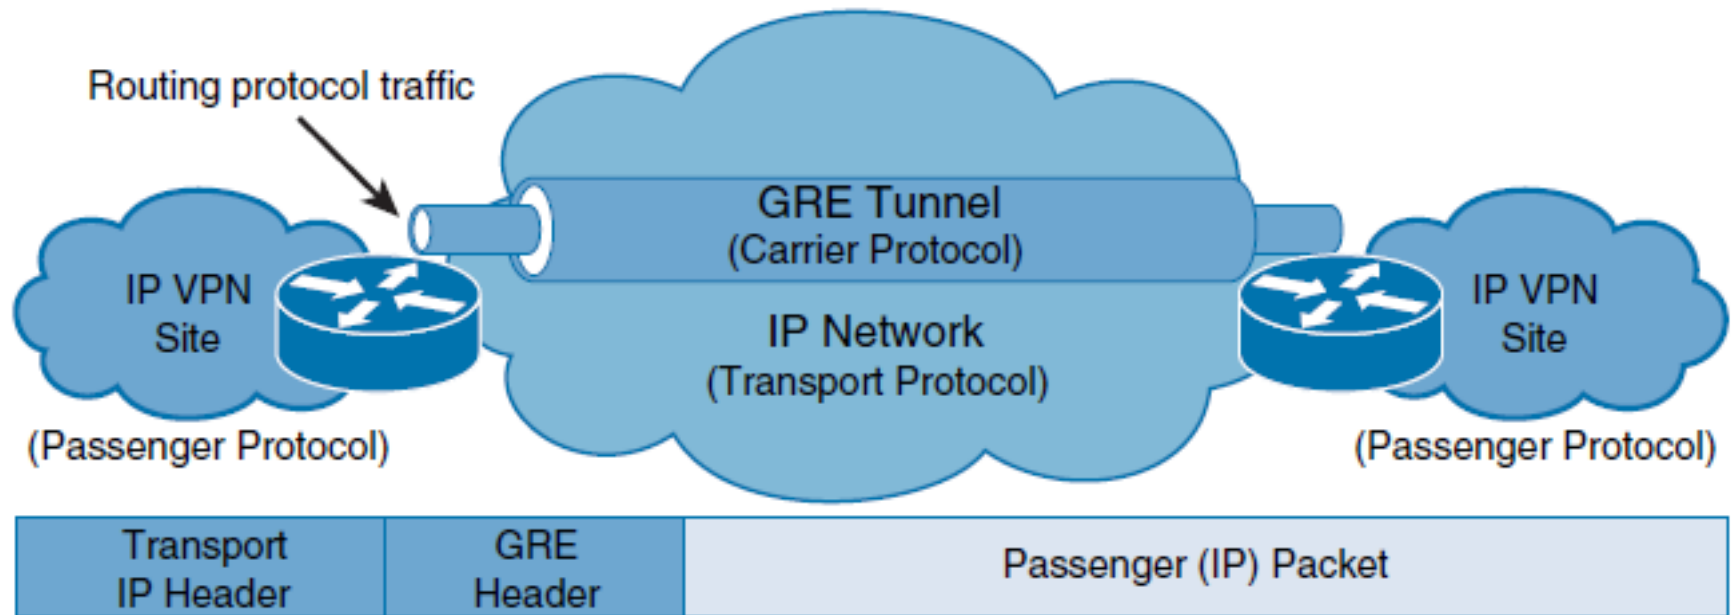 Routing protocol traffic
GRE Tunnel
(Carrier Protocol)
IP VPN
Site
IP Network
(Transport Protocol)
IP VPN
Site
(Passenger Protocol)
(Passenger Protocol)
Transport
IP Header
GRE
Header
Passenger (IP) Packet